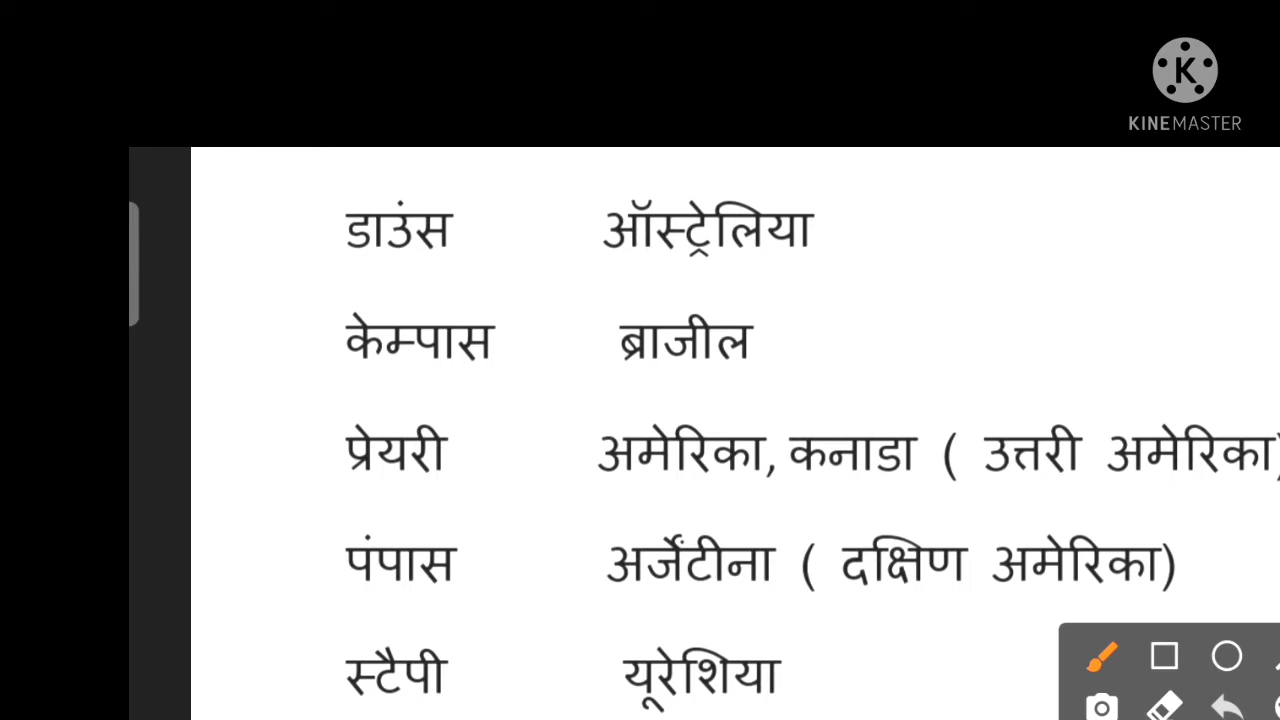 K
KINEMASTER
डाउंस ऑस्ट्रेलिया
केम्पास ब्राजील
प्रेयरी अमेरिका, कनाडा ( उत्तरी अमेरिका)
पंपास अर्जेंटीना ( दक्षिण अमेरिका)
स्टैपी यूरेशिया